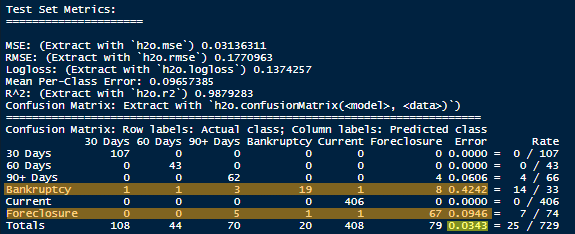 Test Set Metrics:
=====================
MSE: (Extract with `h2o.mse`) 0.03136311
RMSE: (Extract with `h2o.rmse`) 0.1770963
Logloss: (Extract with `h2o.logloss`) 0.1374257
Mean Per-Class Error: 0.09657385
R^2: (Extract with `h2o.r2`) 0.9879283
Confusion Matrix: Extract with `h2o.confusionMatrix(<model>, <data>)`)
=========================================================================
Confusion Matrix: Row labels: Actual class; Column labels: Predicted class
30 Days 60 Days 90+ Days Bankruptcy Current Foreclosure Error Rate
30 Days 107 0 0 0 0 0 0.0000 = 0 / 107
60 Days 0 43 0 0 0 0 0.0000 = 0 / 43
90+ Days 0 0 62 0 0 4 0.0606 = 4 / 66
Bankruptcy 1 1 3 19 1 8 0.4242 = 14 / 33
Current 0 0 0 0 406 0 0.0000 = 0 / 406
Foreclosure 0 0 5 1 1 67 0.0946 = 7 / 74
Totals 108 44 70 20 408 79 0.0343 = 25 / 729